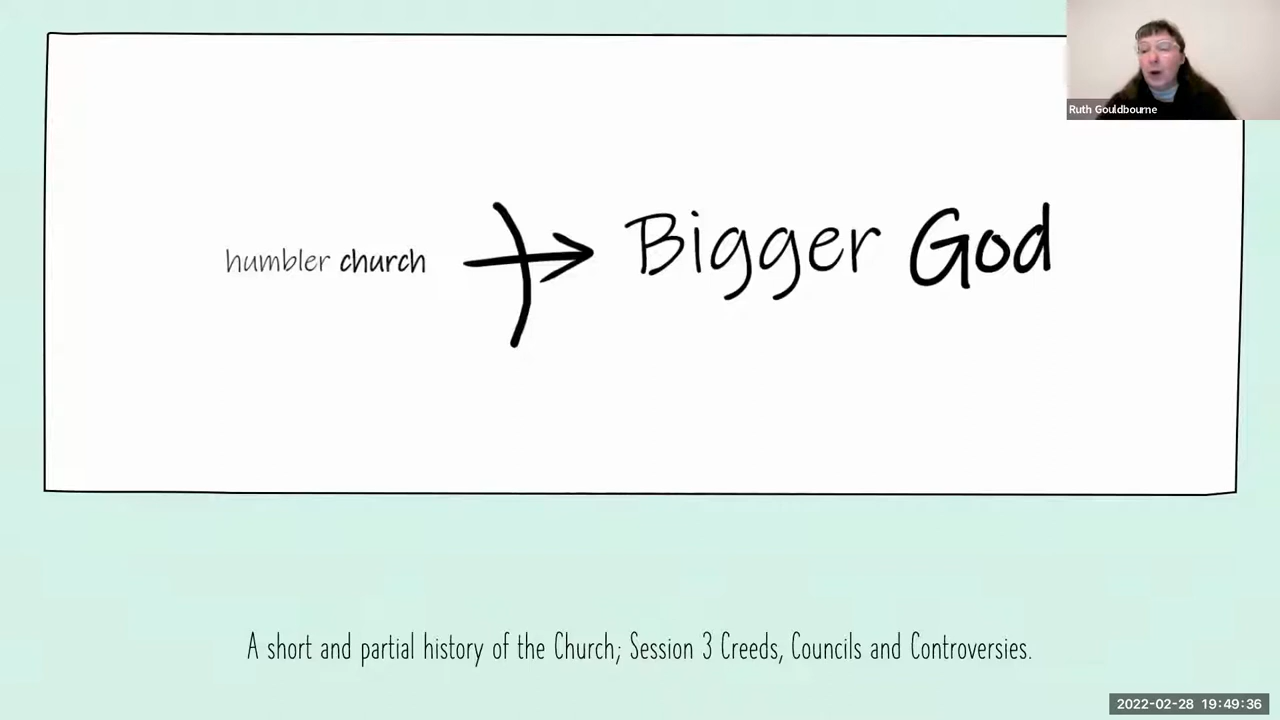 Ruth Gouldbourne
humbler church Bigger God
A short and partial history of the Church; Session 3 Creeds, Councils and Controversies.
2022-02-28 19:49:36